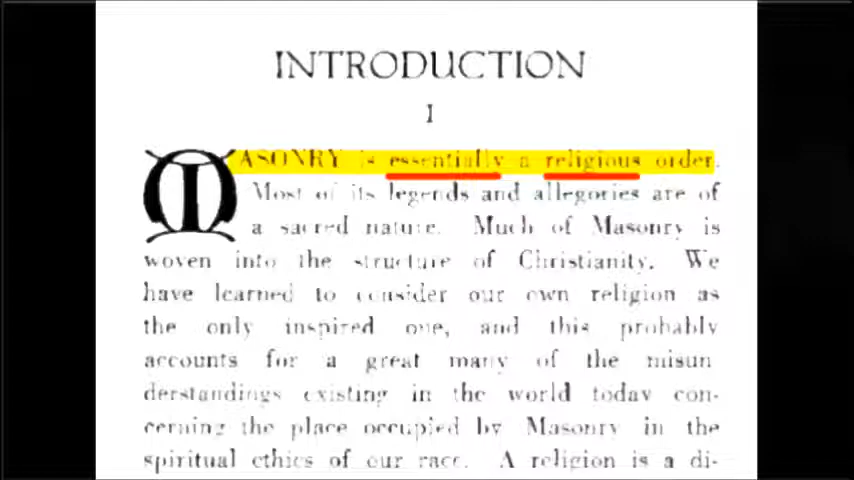 INTRODUCTION
I
MASONRY is essentially a religious order.
Most of its legends and allegories are of
a sacred nature. Much of Masonry is
woven into the structure of Christianity. We
have learned to consider our own religion as
the only inspired one, and this probably
accounts for a great many of the misun
derstandings existing in the world today con-
cerning the place occupied by Masonry in the
spiritual ethics of our race. A religion is a di-